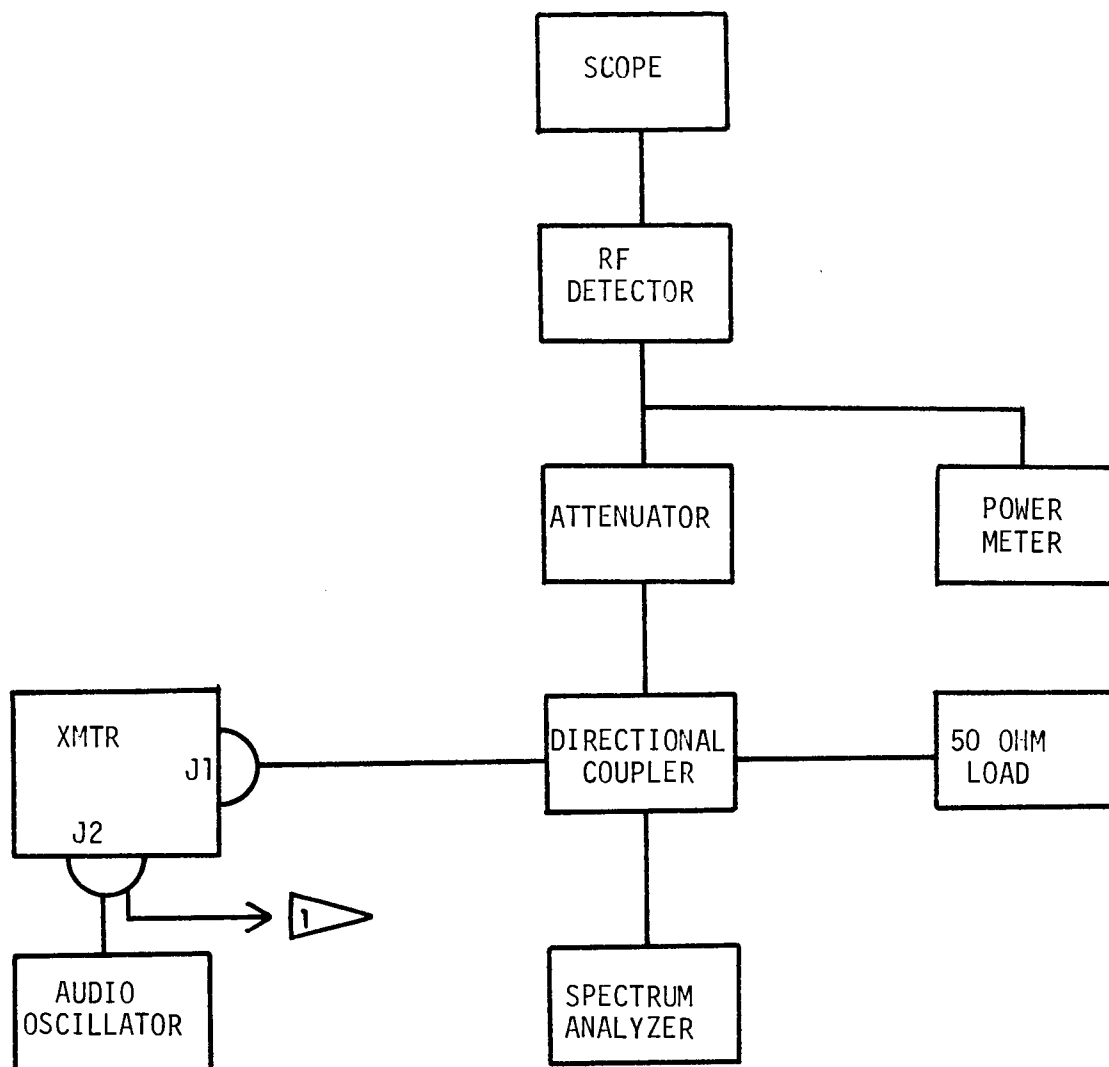 SCOPE
RF
DETECTOR
ATTENUATOR
POWER
METER
XMTR
J1
J2
DIRECTIONAL
COUPLER
50 OHM
LOAD
1
AUDIO
OSCILLATOR
SPECTRUM
ANALYZER